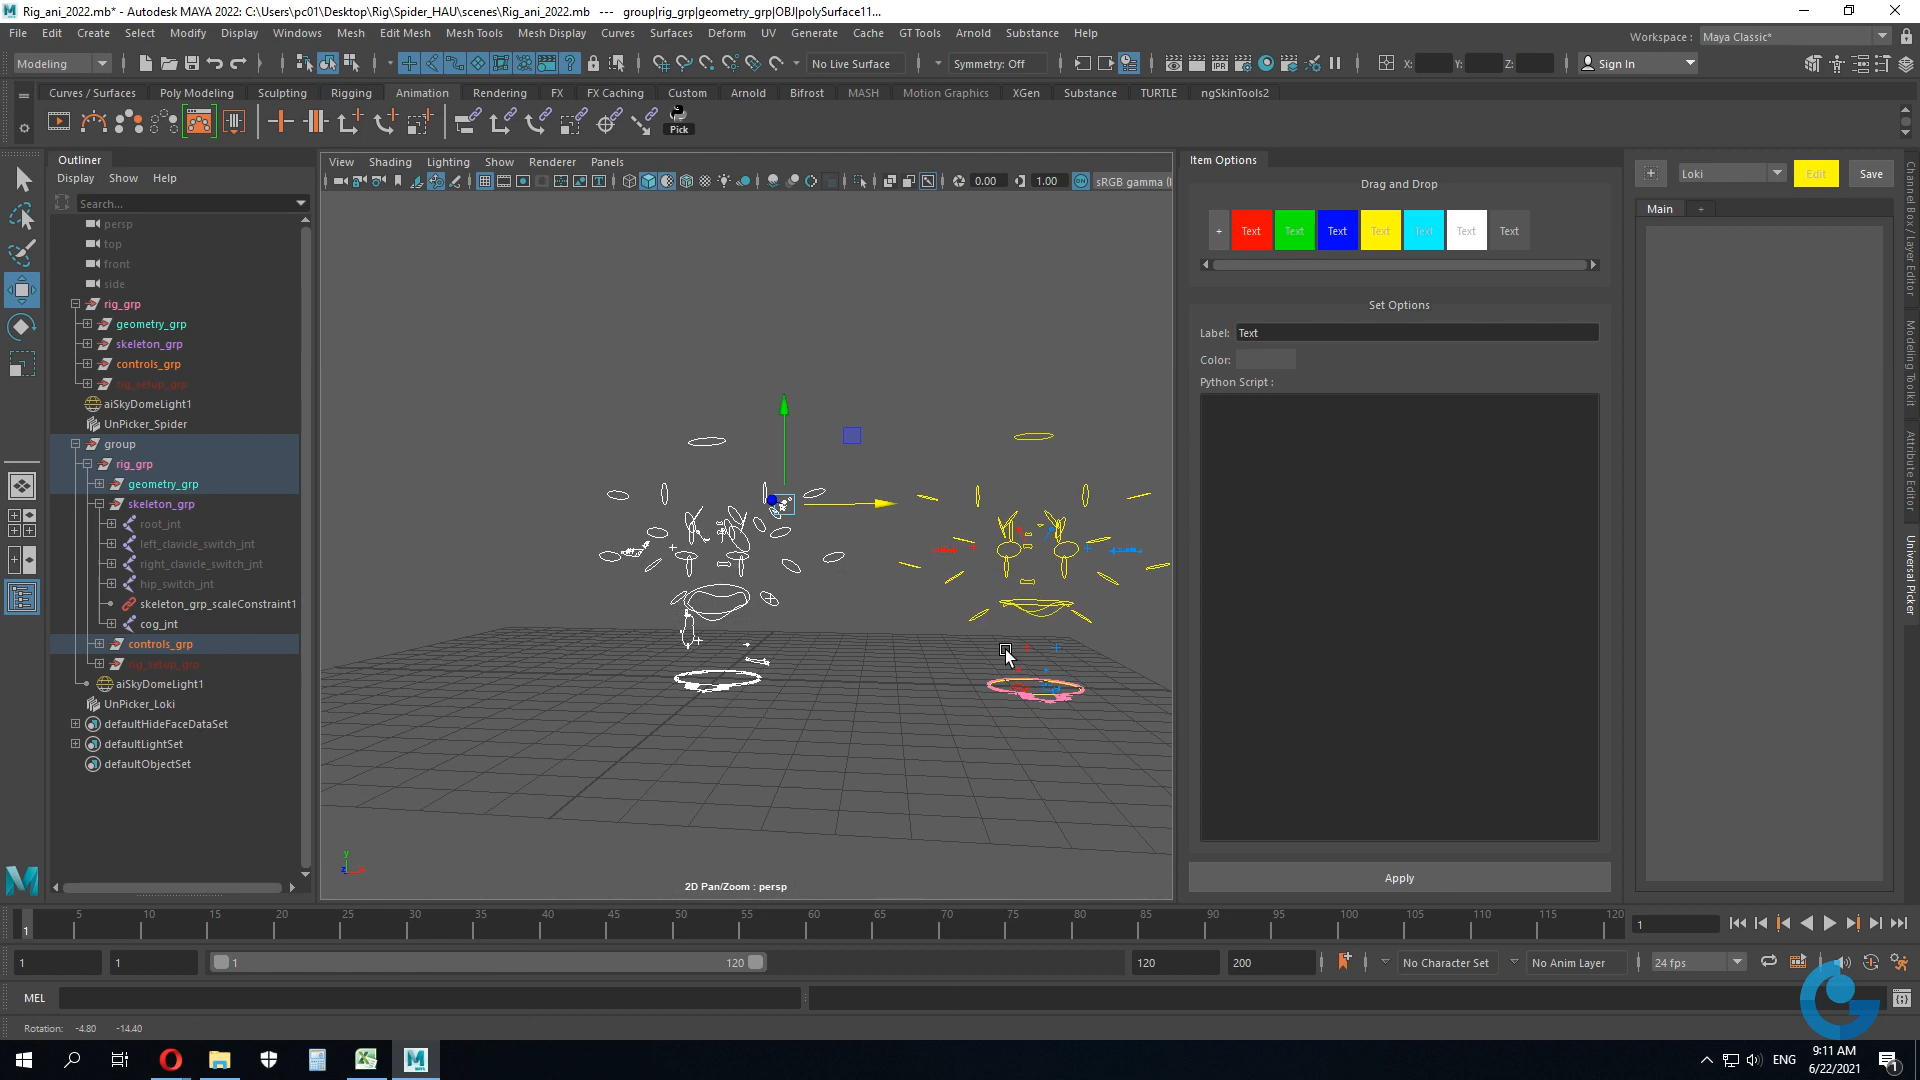 Rig_ani_2022.mb* - Autodesk MAYA 2022: C:\Users\pc01\Desktop\Rig\Spider_HAU\scenes\Rig_ani_2022.mb --- group|rig_grp|geometry_grp|OBJ|polySurface11...
File Edit Create Select Modify Display Windows Mesh Edit Mesh Mesh Tools Mesh Display Curves Surfaces Deform UV Generate Cache GT Tools Arnold Substance Help
Workspace : Maya Classic*
Modeling No Live Surface Symmetry: Off X: Y: Z: Sign In
Curves / Surfaces Poly Modeling Sculpting Rigging Animation Rendering FX FX Caching Custom Arnold Bifrost MASH Motion Graphics XGen Substance TURTLE ngSkinTools2
IPR
Pick
Outliner
Display Show Help
Search...
persp
top
front
side
rig_grp
geometry_grp
skeleton_grp
controls_grp
rig_setup_grp
aiSkyDomeLight1
UnPicker_Spider
group
rig_grp
geometry_grp
skeleton_grp
root_jnt
left_clavicle_switch_jnt
right_clavicle_switch_jnt
hip_switch_jnt
skeleton_grp_scaleConstraint1
cog_jnt
controls_grp
rig_setup_grp
aiSkyDomeLight1
UnPicker_Loki
defaultHideFaceDataSet
defaultLightSet
defaultObjectSet
View Shading Lighting Show Renderer Panels
0.00 1.00 sRGB gamma (l
y
z x
2D Pan/Zoom : persp
Item Options
Drag and Drop
+ Text Text Text Text Text Text Text
Set Options
Label: Text
Color:
Python Script :
Apply
+ Loki Edit Save
Main +
Channel Box / Layer Editor
Modeling Toolkit
Attribute Editor
Universal Picker
5 10 15 20 25 30 35 40 45 50 55 60 65 70 75 80 85 90 95 100 105 110 115 120
1
1
1 1 1 120 120 200 No Character Set No Anim Layer 24 fps
MEL
Rotation: -4.80 -14.40
ENG
9:11 AM
6/22/2021
1